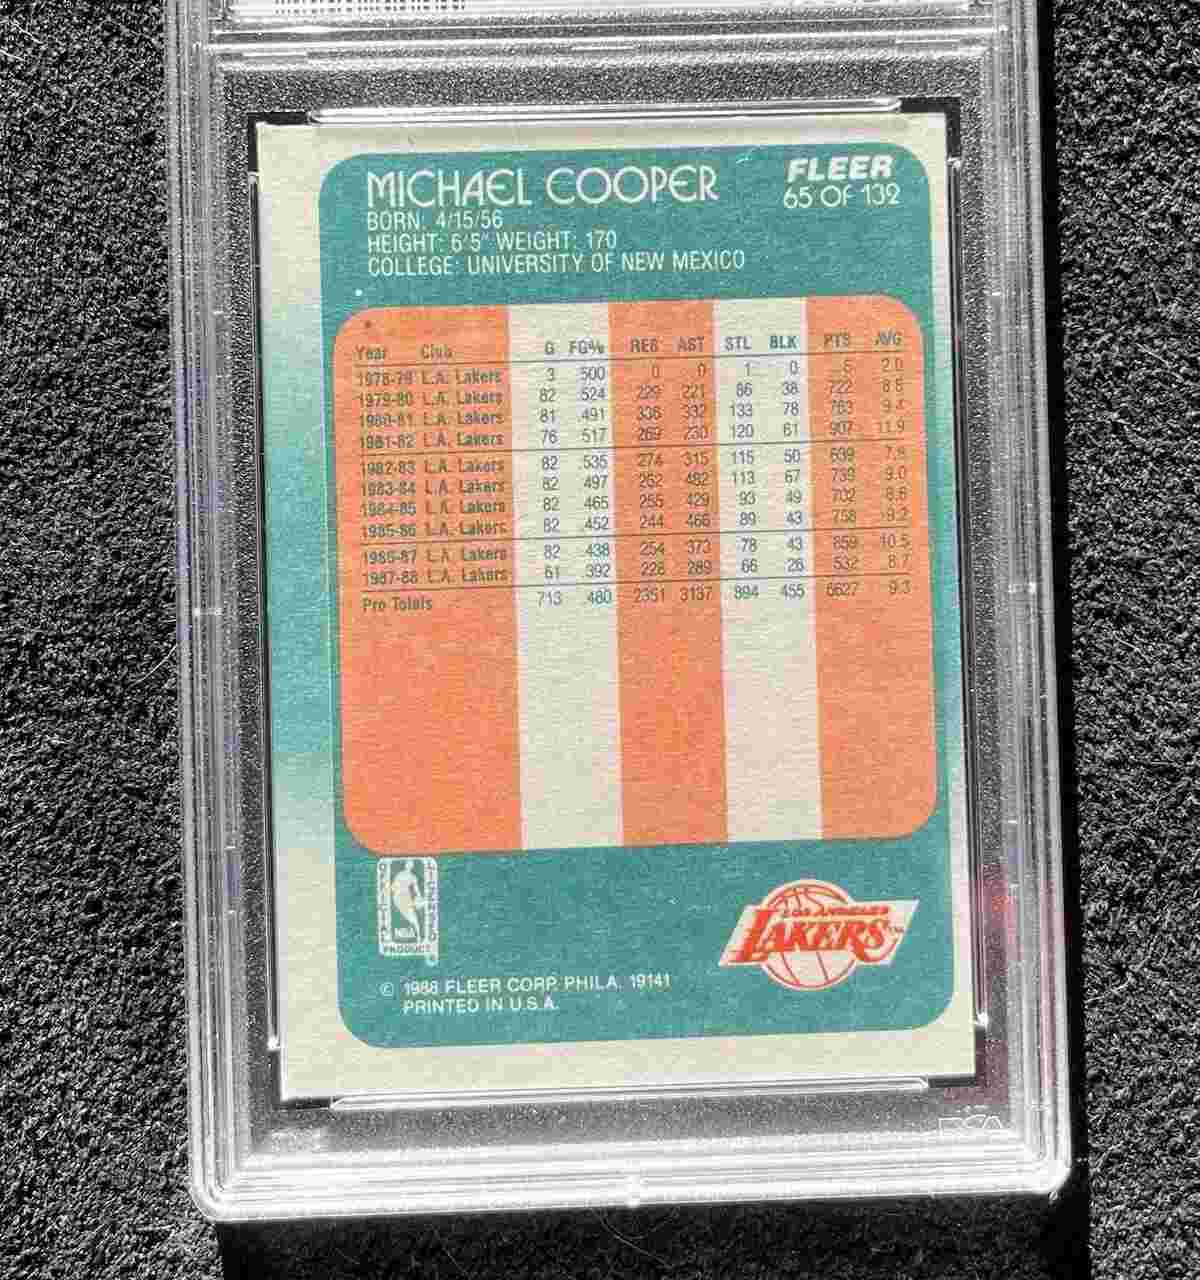 MICHAEL COOPER
FLEER
65 OF 132
BORN: 4/15/56
HEIGHT: 6'5" WEIGHT: 170
COLLEGE: UNIVERSITY OF NEW MEXICO
Year Club G FG% REB AST STL BLK PTS AVG
1978-79 L.A. Lakers 3 .500 0 0 1 0 6 2.0
1979-80 L.A. Lakers 82 .524 229 221 86 38 722 8.8
1980-81 L.A. Lakers 81 .491 336 332 133 78 763 9.4
1981-82 L.A. Lakers 76 .517 269 230 120 61 907 11.9
1982-83 L.A. Lakers 82 .535 274 315 115 50 639 7.8
1983-84 L.A. Lakers 82 .497 262 482 113 67 739 9.0
1984-85 L.A. Lakers 82 .465 255 429 93 49 702 8.6
1985-86 L.A. Lakers 82 .452 244 466 89 43 758 9.2
1986-87 L.A. Lakers 82 .438 254 373 78 43 859 10.5
1987-88 L.A. Lakers 61 .392 228 289 66 26 532 8.7
Pro Totals 713 .480 2351 3137 894 455 6627 9.3
NBA
PRODUCT
LOS ANGELES
LAKERS™
© 1988 FLEER CORP. PHILA. 19141
PRINTED IN U.S.A.
PSA